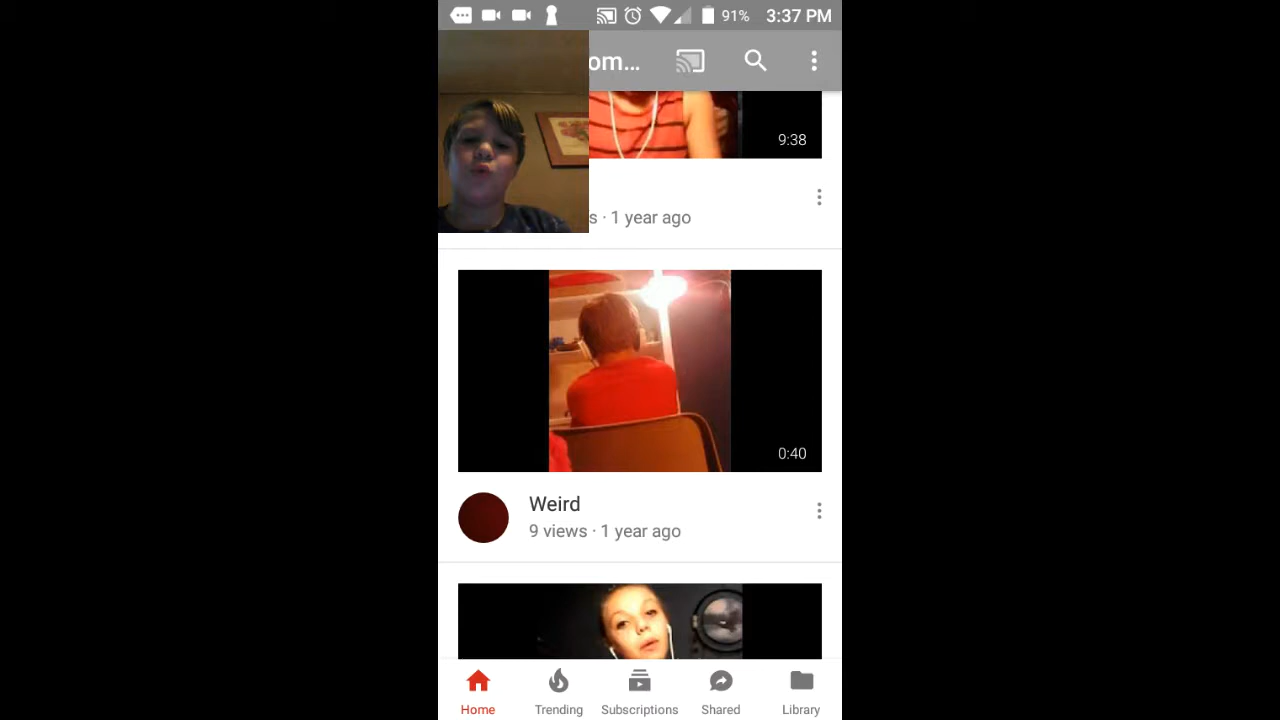 91% 3:37 PM
om...
9:38
s · 1 year ago
0:40
Weird
9 views · 1 year ago
Home Trending Subscriptions Shared Library